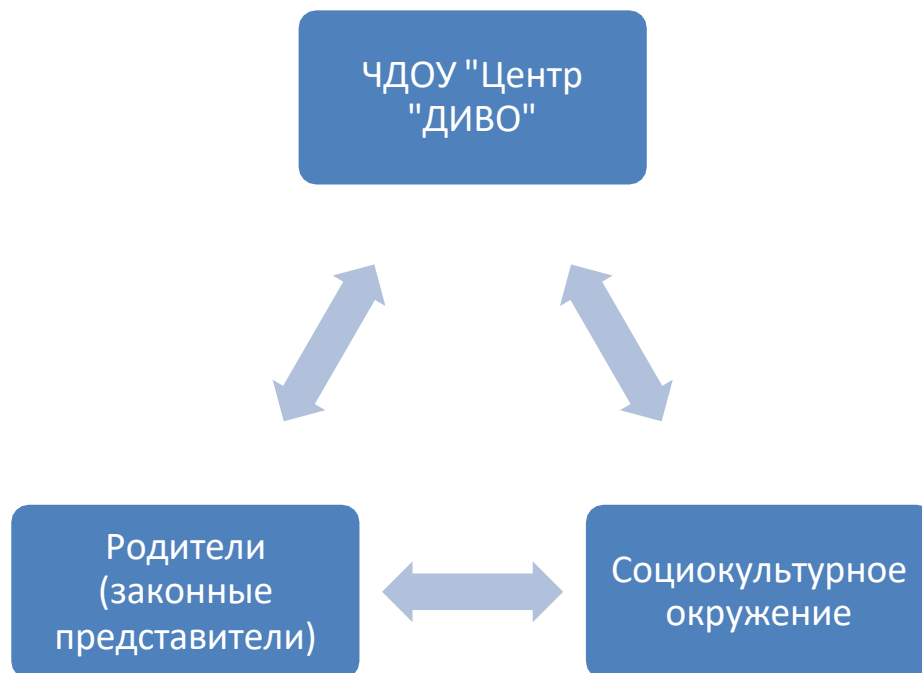 ЧДОУ "Центр
"ДИВО"
Родители
(законные
представители)
Социокультурное
окружение